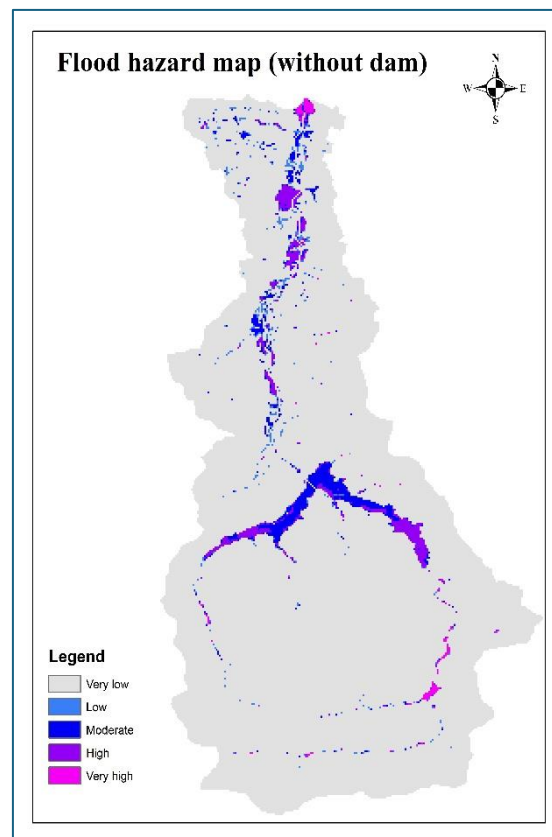 Flood hazard map (without dam)
N
W E
S
Legend
Very low
Low
Moderate
High
Very high